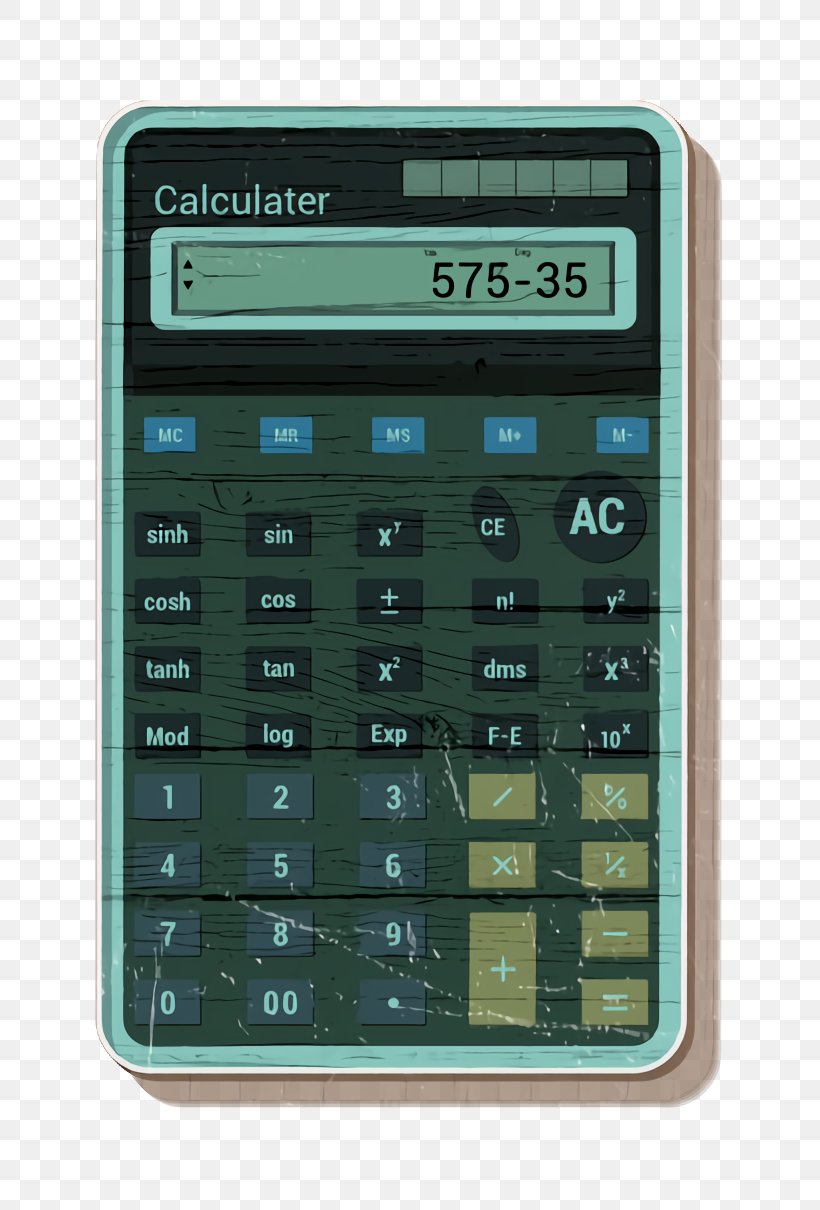 Calculater
575-35
MC MR MS M+ M-
sinh sin xʸ CE AC
cosh cos ± n! y²
tanh tan x² dms x³
Mod log Exp F-E 10ˣ
1 2 3 / %
4 5 6 × 1/x
7 8 9 −
+
0 00 • =